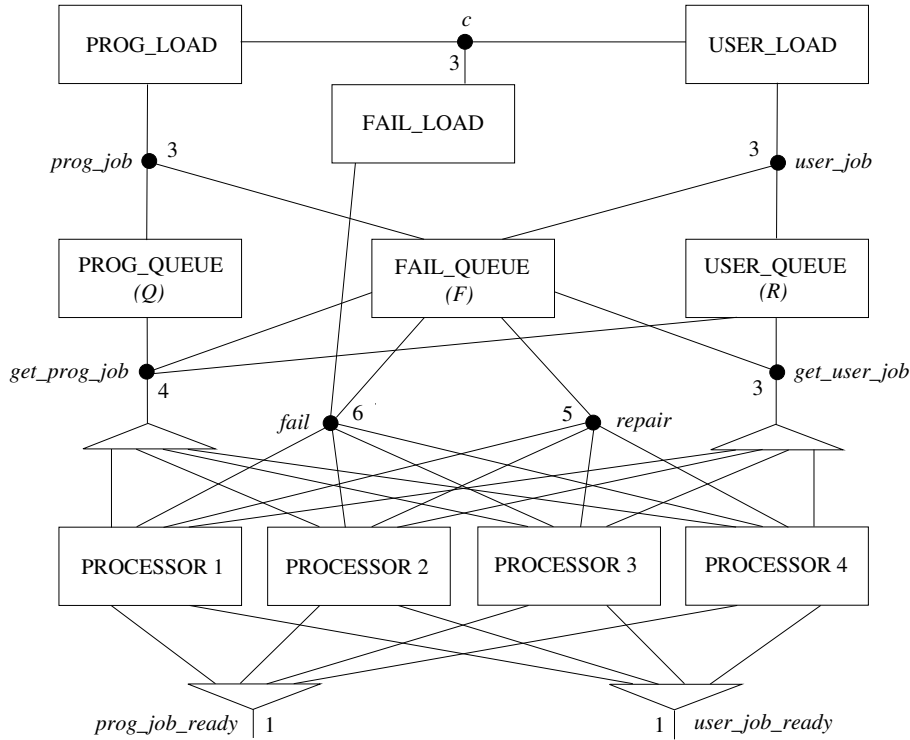 c
PROG_LOAD
USER_LOAD
3
FAIL_LOAD
prog_job
3
3
user_job
PROG_QUEUE
(Q)
FAIL_QUEUE
(F)
USER_QUEUE
(R)
get_prog_job
4
3
get_user_job
fail
6
5
repair
PROCESSOR 1
PROCESSOR 2
PROCESSOR 3
PROCESSOR 4
prog_job_ready
1
1
user_job_ready